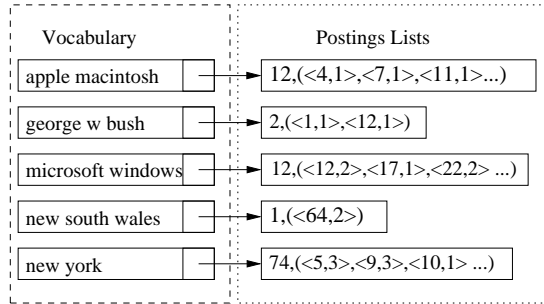 Vocabulary Postings Lists
apple macintosh 12,(<4,1>,<7,1>,<11,1>...)
george w bush 2,(<1,1>,<12,1>)
microsoft windows 12,(<12,2>,<17,1>,<22,2> ...)
new south wales 1,(<64,2>)
new york 74,(<5,3>,<9,3>,<10,1> ...)